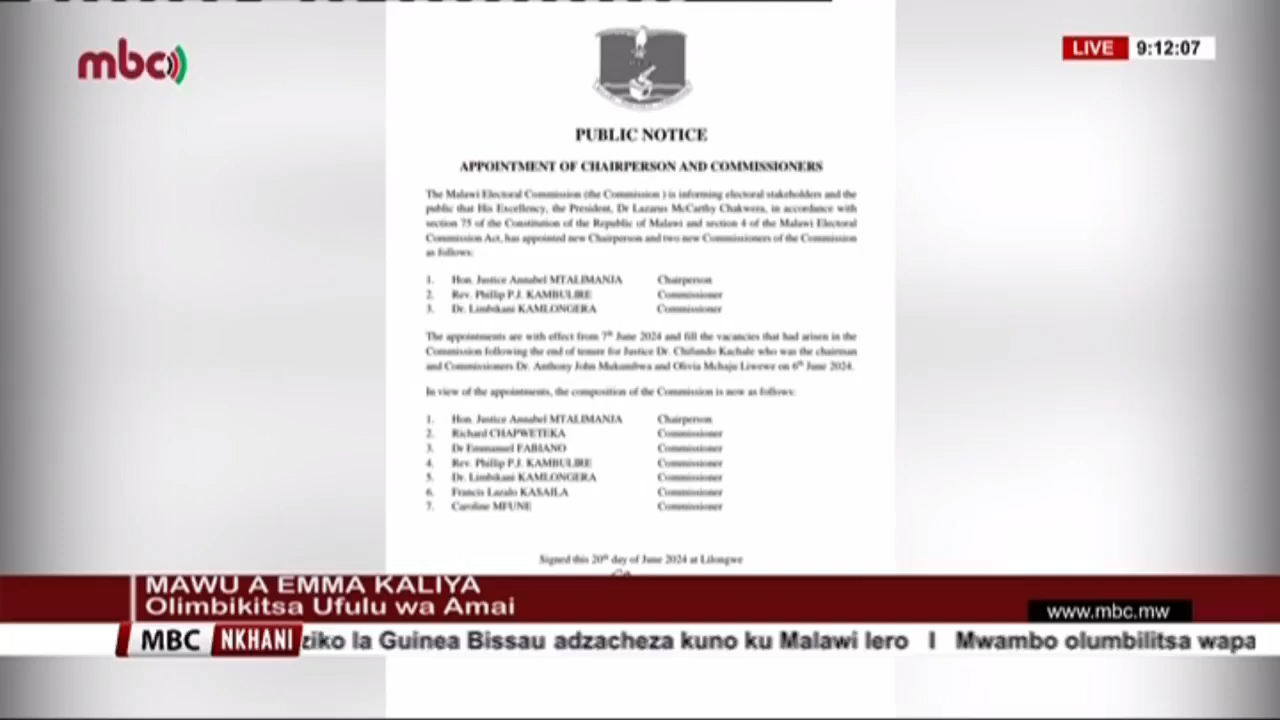 mbc
LIVE 9:12:07
PUBLIC NOTICE
APPOINTMENT OF CHAIRPERSON AND COMMISSIONERS
The Malawi Electoral Commission (the Commission ) is informing electoral stakeholders and the
public that His Excellency, the President, Dr Lazarus McCarthy Chakwera, in accordance with
section 75 of the Constitution of the Republic of Malawi and section 4 of the Malawi Electoral
Commission Act, has appointed new Chairperson and two new Commissioners of the Commission
as follows:
1. Hon. Justice Annabel MTALIMANJA Chairperson
2. Rev. Phillip P.J. KAMBULIRE Commissioner
3. Dr. Limbikani KAMLONGERA Commissioner
The appointments are with effect from 7th June 2024 and fill the vacancies that had arisen in the
Commission following the end of tenure for Justice Dr. Chifundo Kachale who was the chairman
and Commissioners Dr. Anthony John Mukumbwa and Olivia Mchaju Liwewe on 6th June 2024.
In view of the appointments, the composition of the Commission is now as follows:
1. Hon. Justice Annabel MTALIMANJA Chairperson
2. Richard CHAPWETEKA Commissioner
3. Dr Emmanuel FABIANO Commissioner
4. Rev. Phillip P.J. KAMBULIRE Commissioner
5. Dr. Limbikani KAMLONGERA Commissioner
6. Francis Lazalo KASAILA Commissioner
7. Caroline MFUNE Commissioner
Signed this 20th day of June 2024 at Lilongwe
MAWU A EMMA KALIYA
Olimbikitsa Ufulu wa Amai
www.mbc.mw
MBC NKHANI ziko la Guinea Bissau adzacheza kuno ku Malawi lero I Mwambo olumbilitsa wapa